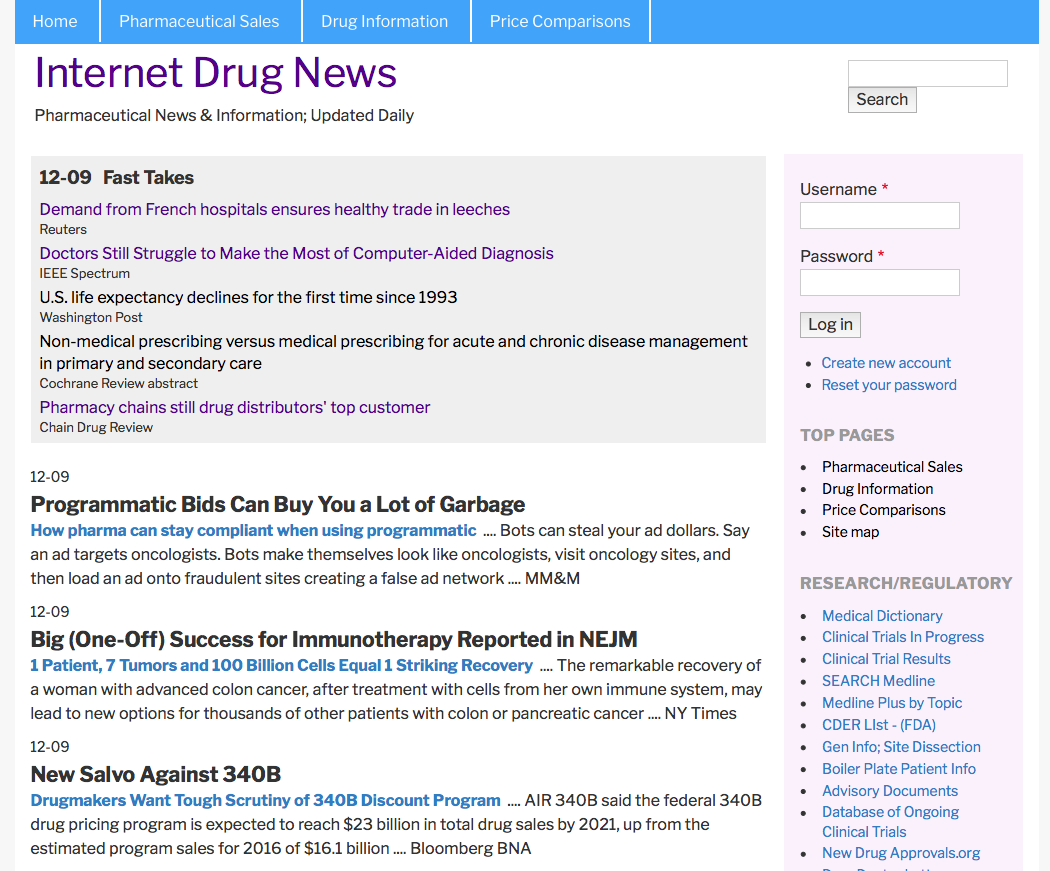 Home
Pharmaceutical Sales
Drug Information
Price Comparisons
Internet Drug News
Pharmaceutical News & Information; Updated Daily
Search
12-09 Fast Takes
Demand from French hospitals ensures healthy trade in leeches
Reuters
Doctors Still Struggle to Make the Most of Computer-Aided Diagnosis
IEEE Spectrum
U.S. life expectancy declines for the first time since 1993
Washington Post
Non-medical prescribing versus medical prescribing for acute and chronic disease management
in primary and secondary care
Cochrane Review abstract
Pharmacy chains still drug distributors' top customer
Chain Drug Review
12-09
Programmatic Bids Can Buy You a Lot of Garbage
How pharma can stay compliant when using programmatic .... Bots can steal your ad dollars. Say
an ad targets oncologists. Bots make themselves look like oncologists, visit oncology sites, and
then load an ad onto fraudulent sites creating a false ad network .... MM&M
12-09
Big (One-Off) Success for Immunotherapy Reported in NEJM
1 Patient, 7 Tumors and 100 Billion Cells Equal 1 Striking Recovery .... The remarkable recovery of
a woman with advanced colon cancer, after treatment with cells from her own immune system, may
lead to new options for thousands of other patients with colon or pancreatic cancer .... NY Times
12-09
New Salvo Against 340B
Drugmakers Want Tough Scrutiny of 340B Discount Program .... AIR 340B said the federal 340B
drug pricing program is expected to reach $23 billion in total drug sales by 2021, up from the
estimated program sales for 2016 of $16.1 billion .... Bloomberg BNA
Username *
Password *
Log in
Create new account
Reset your password
TOP PAGES
Pharmaceutical Sales
Drug Information
Price Comparisons
Site map
RESEARCH/REGULATORY
Medical Dictionary
Clinical Trials In Progress
Clinical Trial Results
SEARCH Medline
Medline Plus by Topic
CDER LIst - (FDA)
Gen Info; Site Dissection
Boiler Plate Patient Info
Advisory Documents
Database of Ongoing
Clinical Trials
New Drug Approvals.org